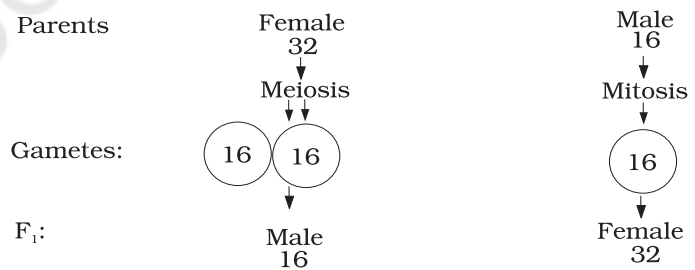 Parents Female Male
32 16
Meiosis Mitosis
Gametes: 16 16 16
F₁: Male Female
16 32